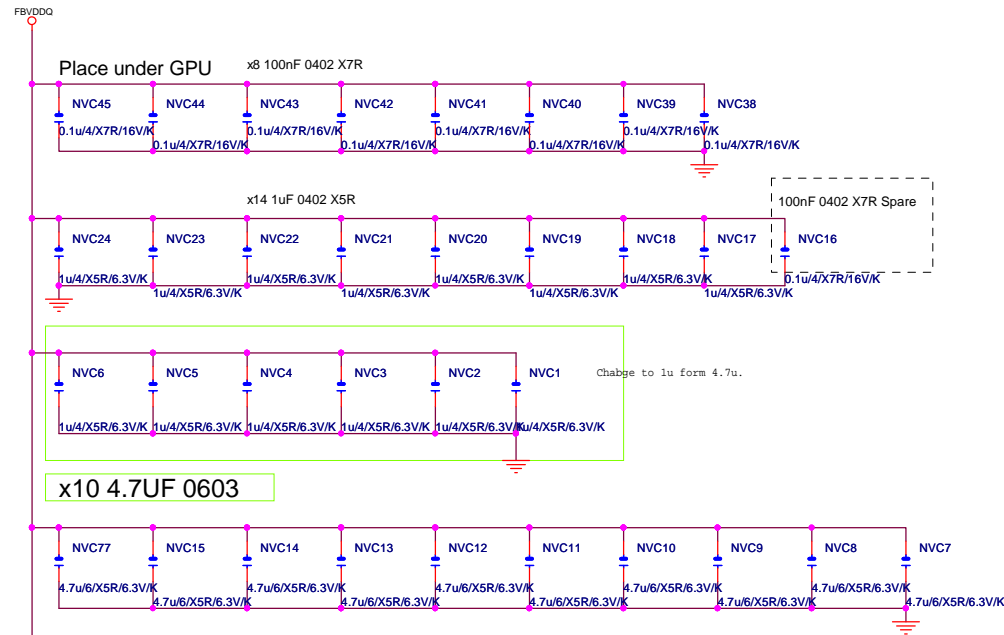 FBVDDQ
Place under GPU x8 100nF 0402 X7R
NVC45 NVC44 NVC43 NVC42 NVC41 NVC40 NVC39 NVC38
0.1u/4/X7R/16V/K 0.1u/4/X7R/16V/K 0.1u/4/X7R/16V/K 0.1u/4/X7R/16V/K
0.1u/4/X7R/16V/K 0.1u/4/X7R/16V/K 0.1u/4/X7R/16V/K 0.1u/4/X7R/16V/K
x14 1uF 0402 X5R 100nF 0402 X7R Spare
NVC24 NVC23 NVC22 NVC21 NVC20 NVC19 NVC18 NVC17 NVC16
1u/4/X5R/6.3V/K 1u/4/X5R/6.3V/K 1u/4/X5R/6.3V/K 1u/4/X5R/6.3V/K 0.1u/4/X7R/16V/K
1u/4/X5R/6.3V/K 1u/4/X5R/6.3V/K 1u/4/X5R/6.3V/K 1u/4/X5R/6.3V/K
NVC6 NVC5 NVC4 NVC3 NVC2 NVC1 Chabge to 1u form 4.7u.
1u/4/X5R/6.3V/K 1u/4/X5R/6.3V/K 1u/4/X5R/6.3V/K 1u/4/X5R/6.3V/K 1u/4/X5R/6.3V/K 1u/4/X5R/6.3V/K
x10 4.7UF 0603
NVC77 NVC15 NVC14 NVC13 NVC12 NVC11 NVC10 NVC9 NVC8 NVC7
4.7u/6/X5R/6.3V/K 4.7u/6/X5R/6.3V/K 4.7u/6/X5R/6.3V/K 4.7u/6/X5R/6.3V/K 4.7u/6/X5R/6.3V/K
4.7u/6/X5R/6.3V/K 4.7u/6/X5R/6.3V/K 4.7u/6/X5R/6.3V/K 4.7u/6/X5R/6.3V/K 4.7u/6/X5R/6.3V/K